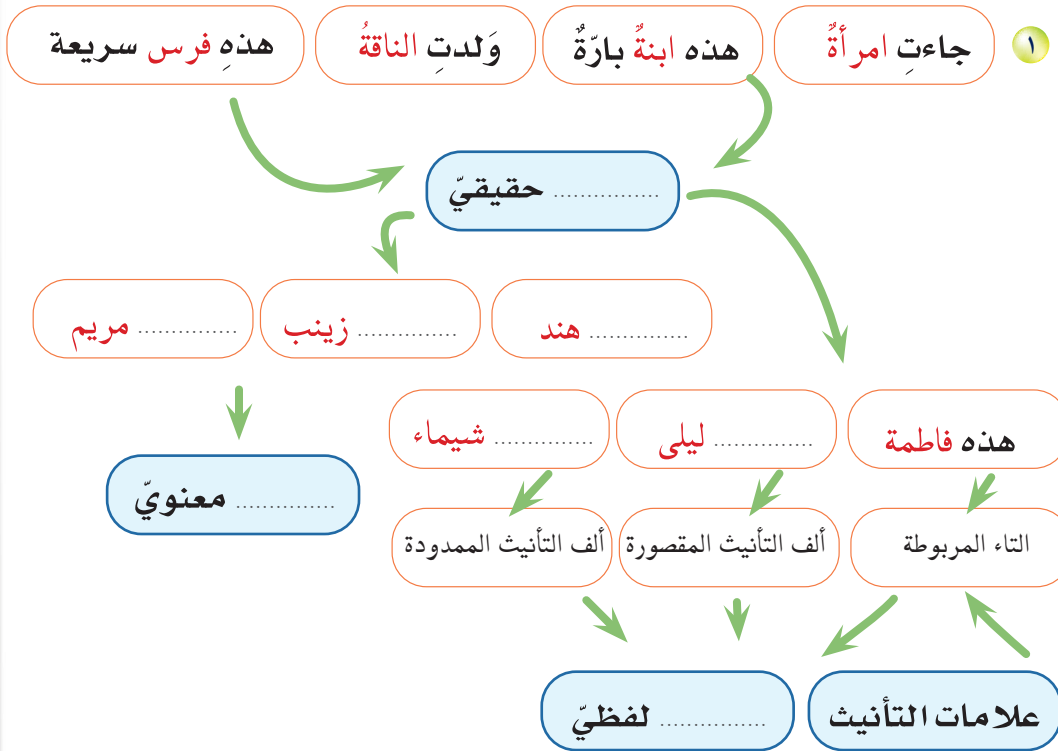 ١
جاءتِ امرأةٌ
هذه ابنةٌ بارّةٌ
وَلدتِ الناقةُ
هذهِ فرس سريعة
............... حقيقيّ
.............. هند
.............. زينب
.............. مريم
هذه فاطمة
.............. ليلى
.............. شيماء
.............. معنويّ
التاء المربوطة
ألف التأنيث المقصورة
ألف التأنيث الممدودة
علامات التأنيث
............... لفظيّ